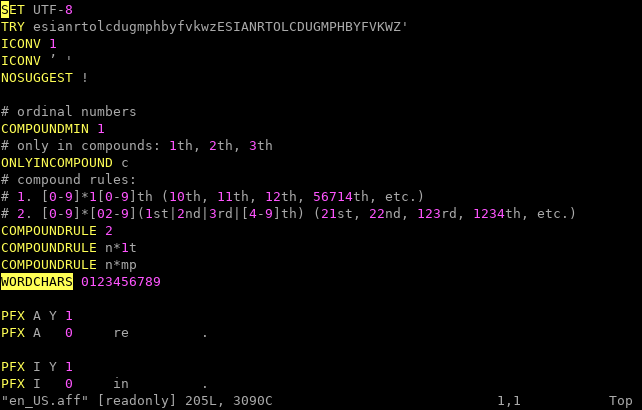 SET UTF-8
TRY esianrtolcdugmphbyfvkwzESIANRTOLCDUGMPHBYFVKWZ'
ICONV 1
ICONV ’ '
NOSUGGEST !
# ordinal numbers
COMPOUNDMIN 1
# only in compounds: 1th, 2th, 3th
ONLYINCOMPOUND c
# compound rules:
# 1. [0-9]*1[0-9]th (10th, 11th, 12th, 56714th, etc.)
# 2. [0-9]*[02-9](1st|2nd|3rd|[4-9]th) (21st, 22nd, 123rd, 1234th, etc.)
COMPOUNDRULE 2
COMPOUNDRULE n*1t
COMPOUNDRULE n*mp
WORDCHARS 0123456789
PFX A Y 1
PFX A   0     re         .
PFX I Y 1
PFX I   0     in         .
"en_US.aff" [readonly] 205L, 3090C                            1,1           Top